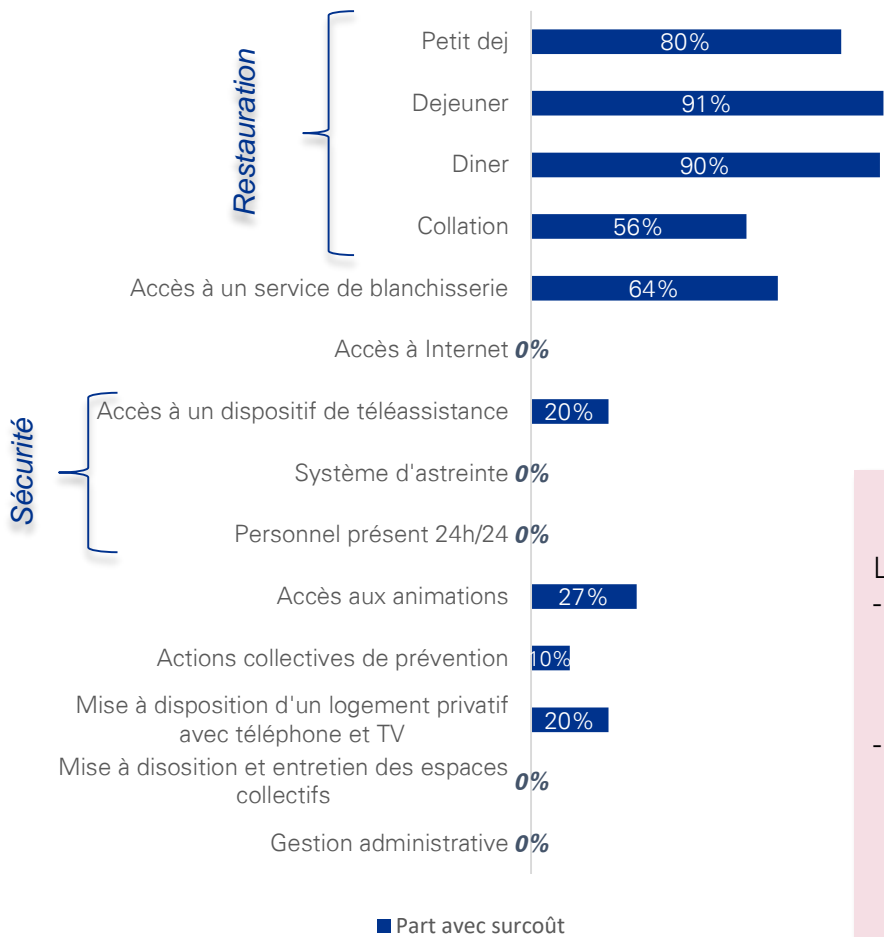 Restauration
Petit dej 80%
Dejeuner 91%
Diner 90%
Collation 56%
Accès à un service de blanchisserie 64%
Accès à Internet 0%
Sécurité
Accès à un dispositif de téléassistance 20%
Système d'astreinte 0%
Personnel présent 24h/24 0%
Accès aux animations 27%
Actions collectives de prévention 10%
Mise à disposition d'un logement privatif
avec téléphone et TV 20%
Mise à disosition et entretien des espaces
collectifs 0%
Gestion administrative 0%
Part avec surcoût
L
-
-